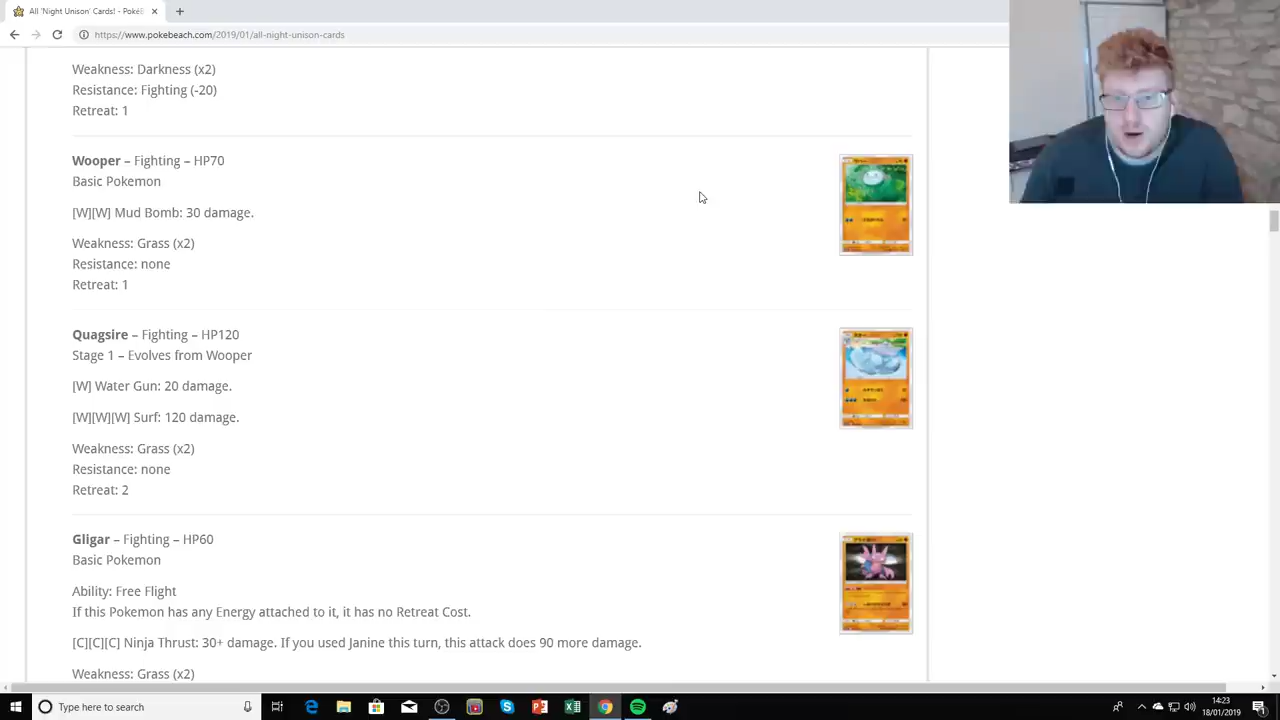 All 'Night Unison' Cards! - PokéB
https://www.pokebeach.com/2019/01/all-night-unison-cards
Weakness: Darkness (x2)
Resistance: Fighting (-20)
Retreat: 1
Wooper – Fighting – HP70
Basic Pokemon
[W][W] Mud Bomb: 30 damage.
Weakness: Grass (x2)
Resistance: none
Retreat: 1
Quagsire – Fighting – HP120
Stage 1 – Evolves from Wooper
[W] Water Gun: 20 damage.
[W][W][W] Surf: 120 damage.
Weakness: Grass (x2)
Resistance: none
Retreat: 2
Gligar – Fighting – HP60
Basic Pokemon
Ability: Free Flight
If this Pokemon has any Energy attached to it, it has no Retreat Cost.
[C][C][C] Ninja Thrust: 30+ damage. If you used Janine this turn, this attack does 90 more damage.
Weakness: Grass (x2)
Type here to search
14:23
18/01/2019